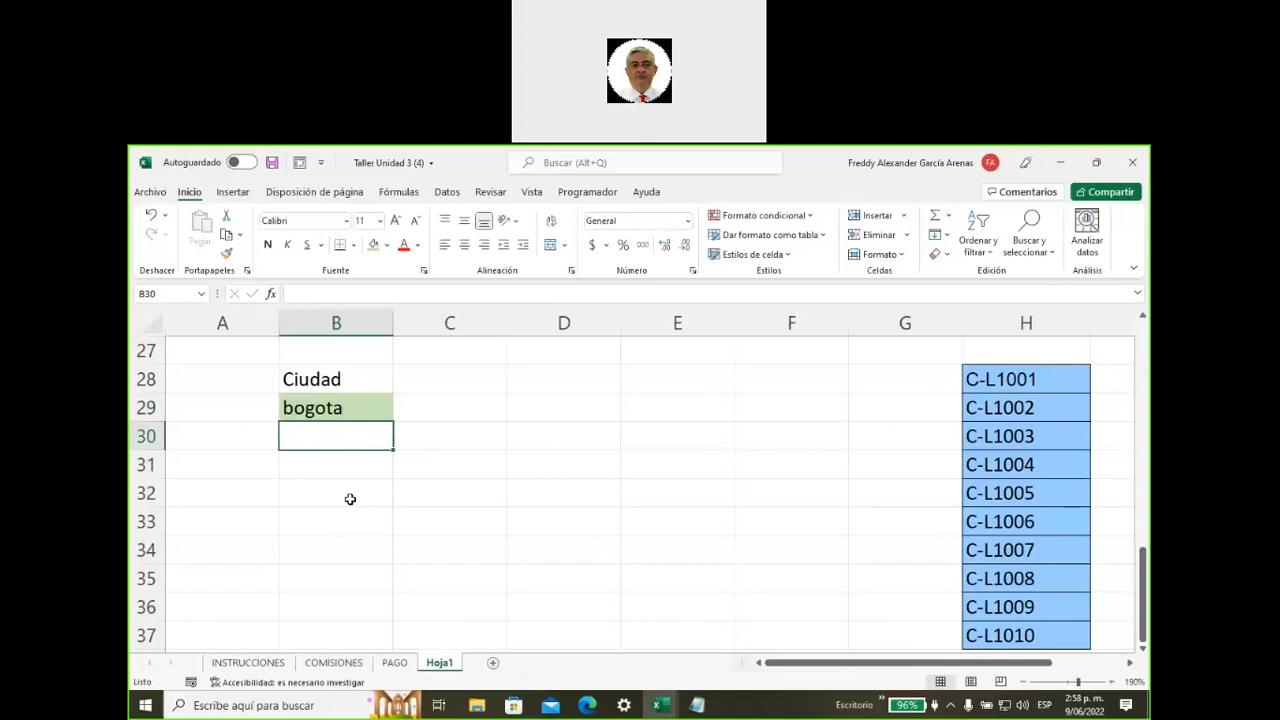 Autoguardado
Taller Unidad 3 (4)
Buscar (Alt+Q)
Freddy Alexander García Arenas
FA
Archivo
Inicio
Insertar
Disposición de página
Fórmulas
Datos
Revisar
Vista
Programador
Ayuda
Comentarios
Compartir
Pegar
Calibri
11
General
Formato condicional
Dar formato como tabla
Estilos de celda
Insertar
Eliminar
Formato
Ordenar y filtrar
Buscar y seleccionar
Analizar datos
Deshacer
Portapapeles
Fuente
Alineación
Número
Estilos
Celdas
Edición
Análisis
B30
fx
A B C D E F G H
27
28 Ciudad C-L1001
29 bogota C-L1002
30 C-L1003
31 C-L1004
32 C-L1005
33 C-L1006
34 C-L1007
35 C-L1008
36 C-L1009
37 C-L1010
INSTRUCCIONES
COMISIONES
PAGO
Hoja1
Listo
Accesibilidad: es necesario investigar
190%
Escribe aquí para buscar
Escritorio
96%
ESP
2:58 p. m.
9/06/2022